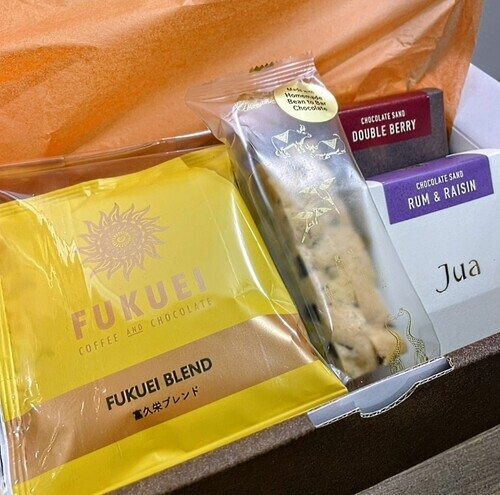 FUKUEI
COFFEE AND CHOCOLATE
FUKUEI BLEND
富久栄ブレンド
Made with
Homemade
Bean to Bar
Chocolate
CHOCOLATE SAND
DOUBLE BERRY
CHOCOLATE SAND
RUM & RAISIN
Jua